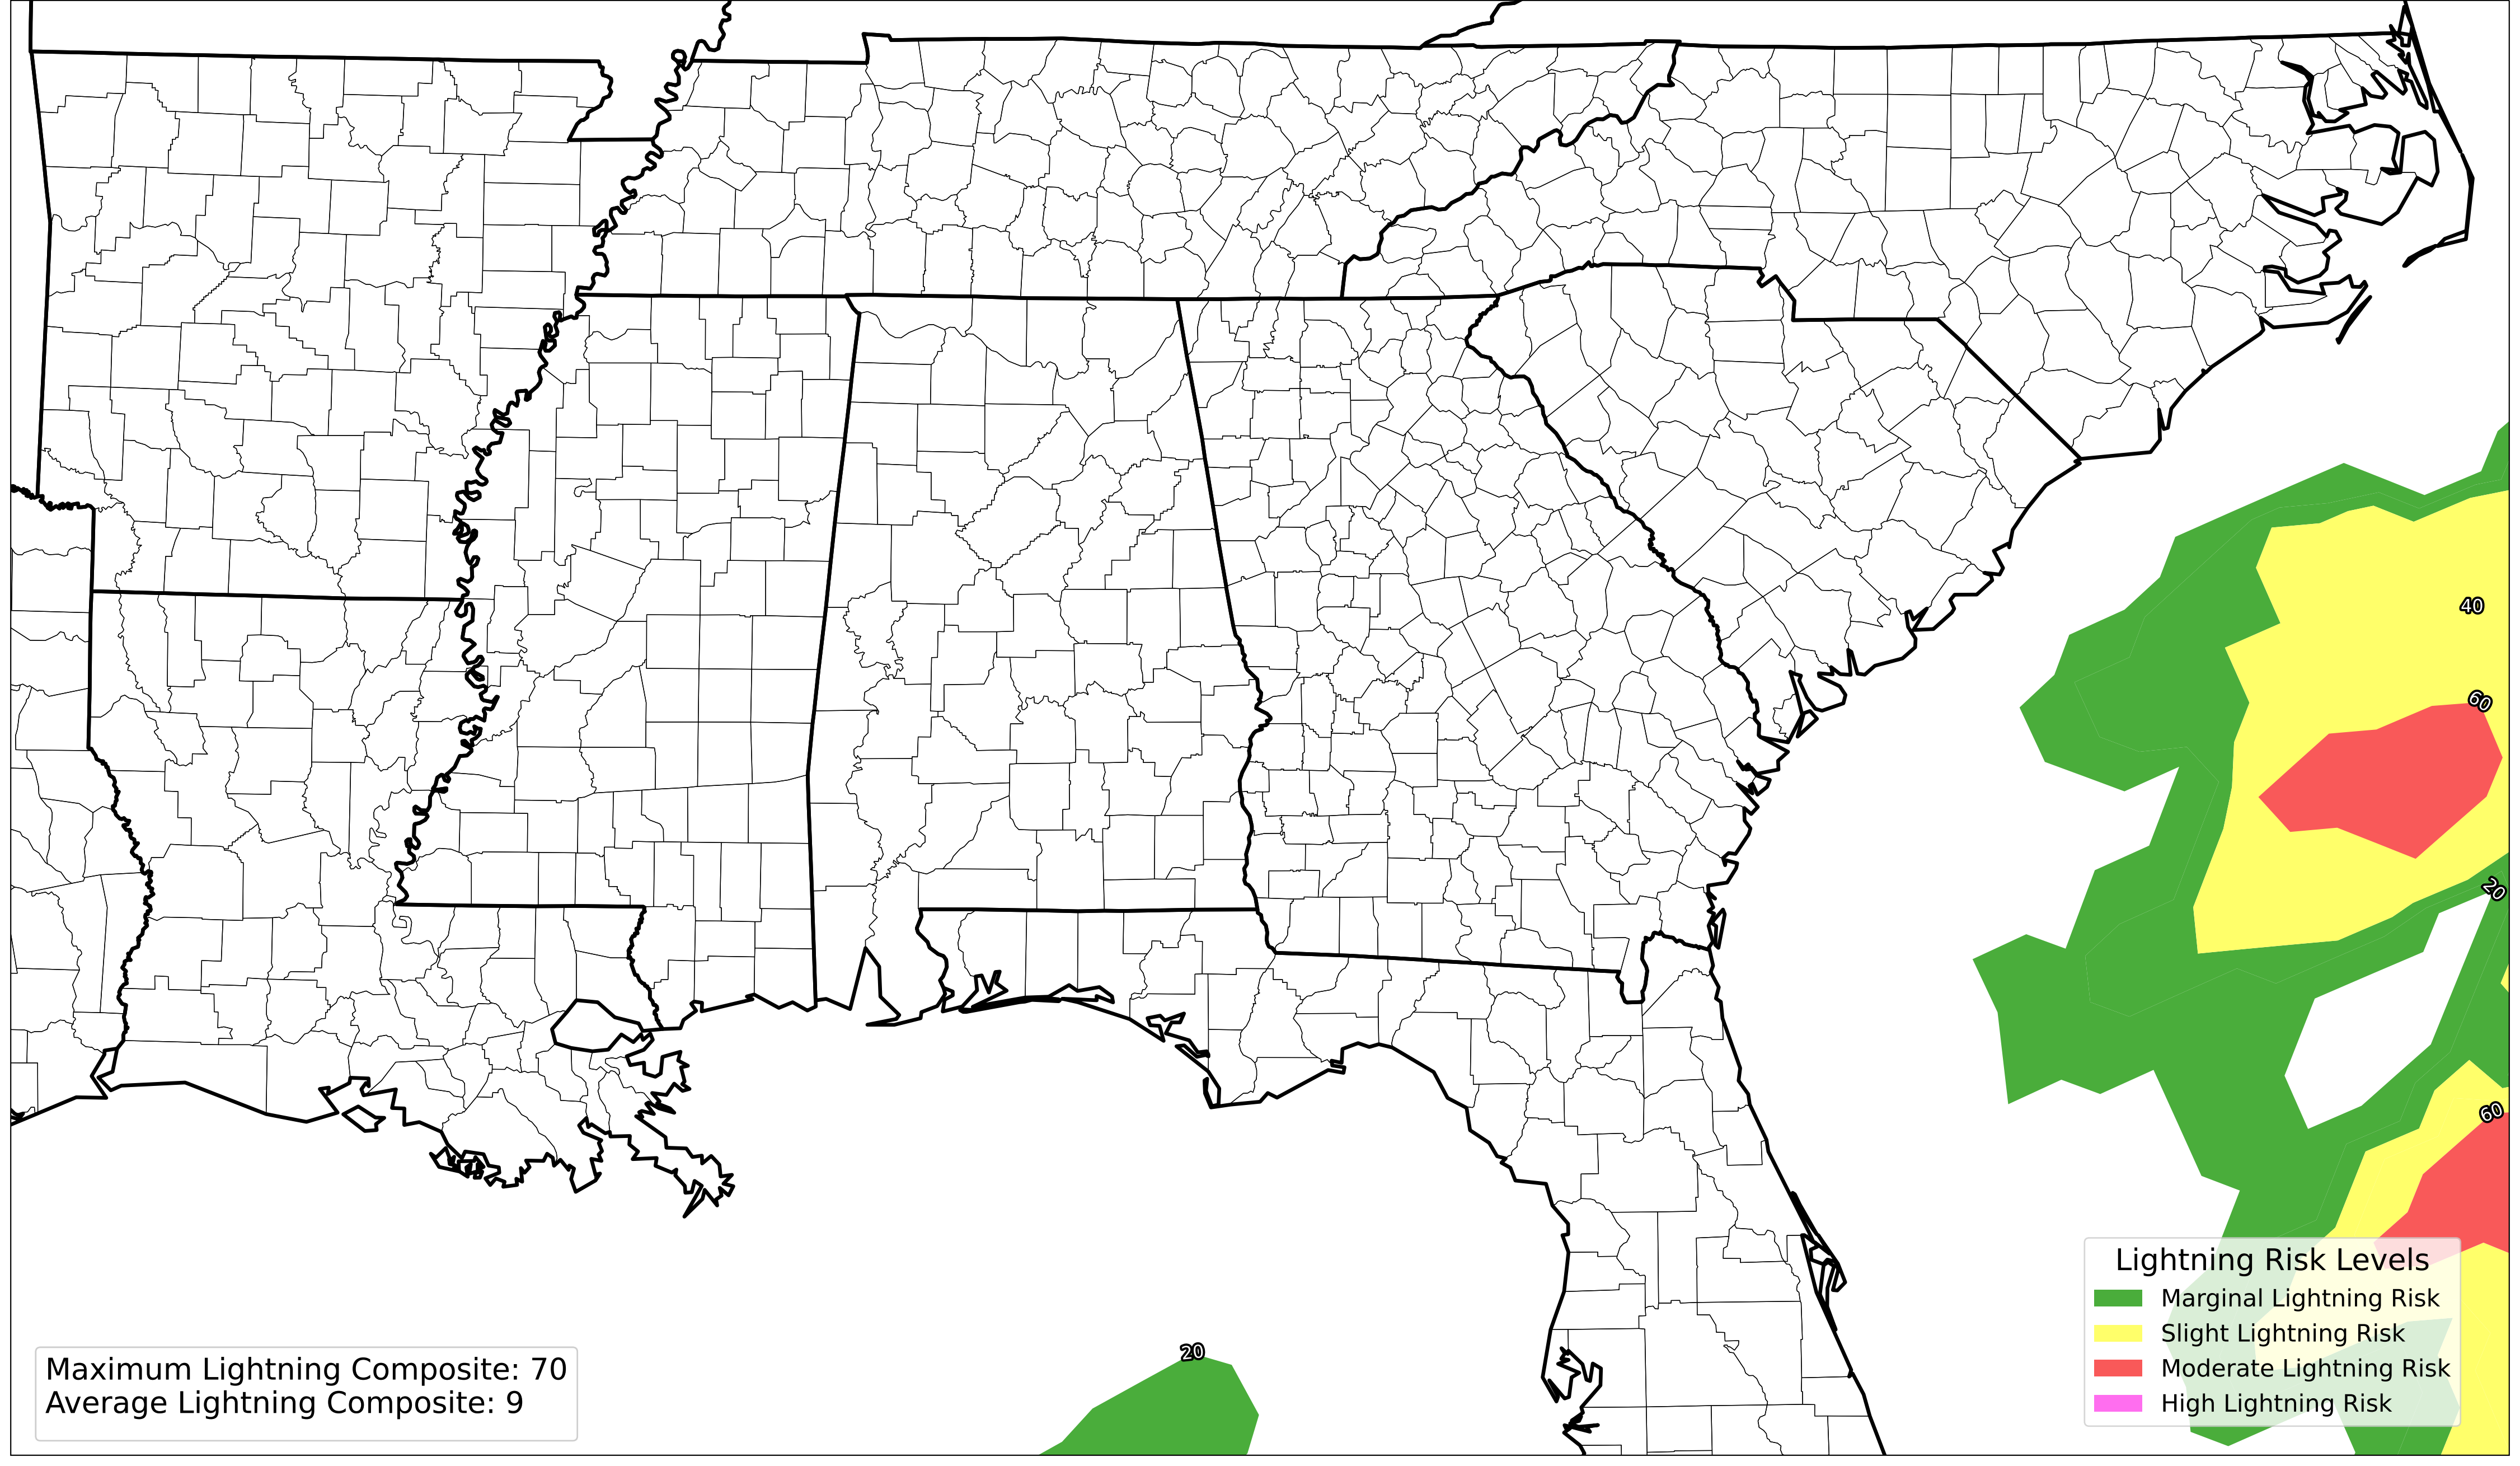 40
60
20
60
Lightning Risk Levels
Marginal Lightning Risk
Slight Lightning Risk
Moderate Lightning Risk
High Lightning Risk
20
Maximum Lightning Composite: 70
Average Lightning Composite: 9